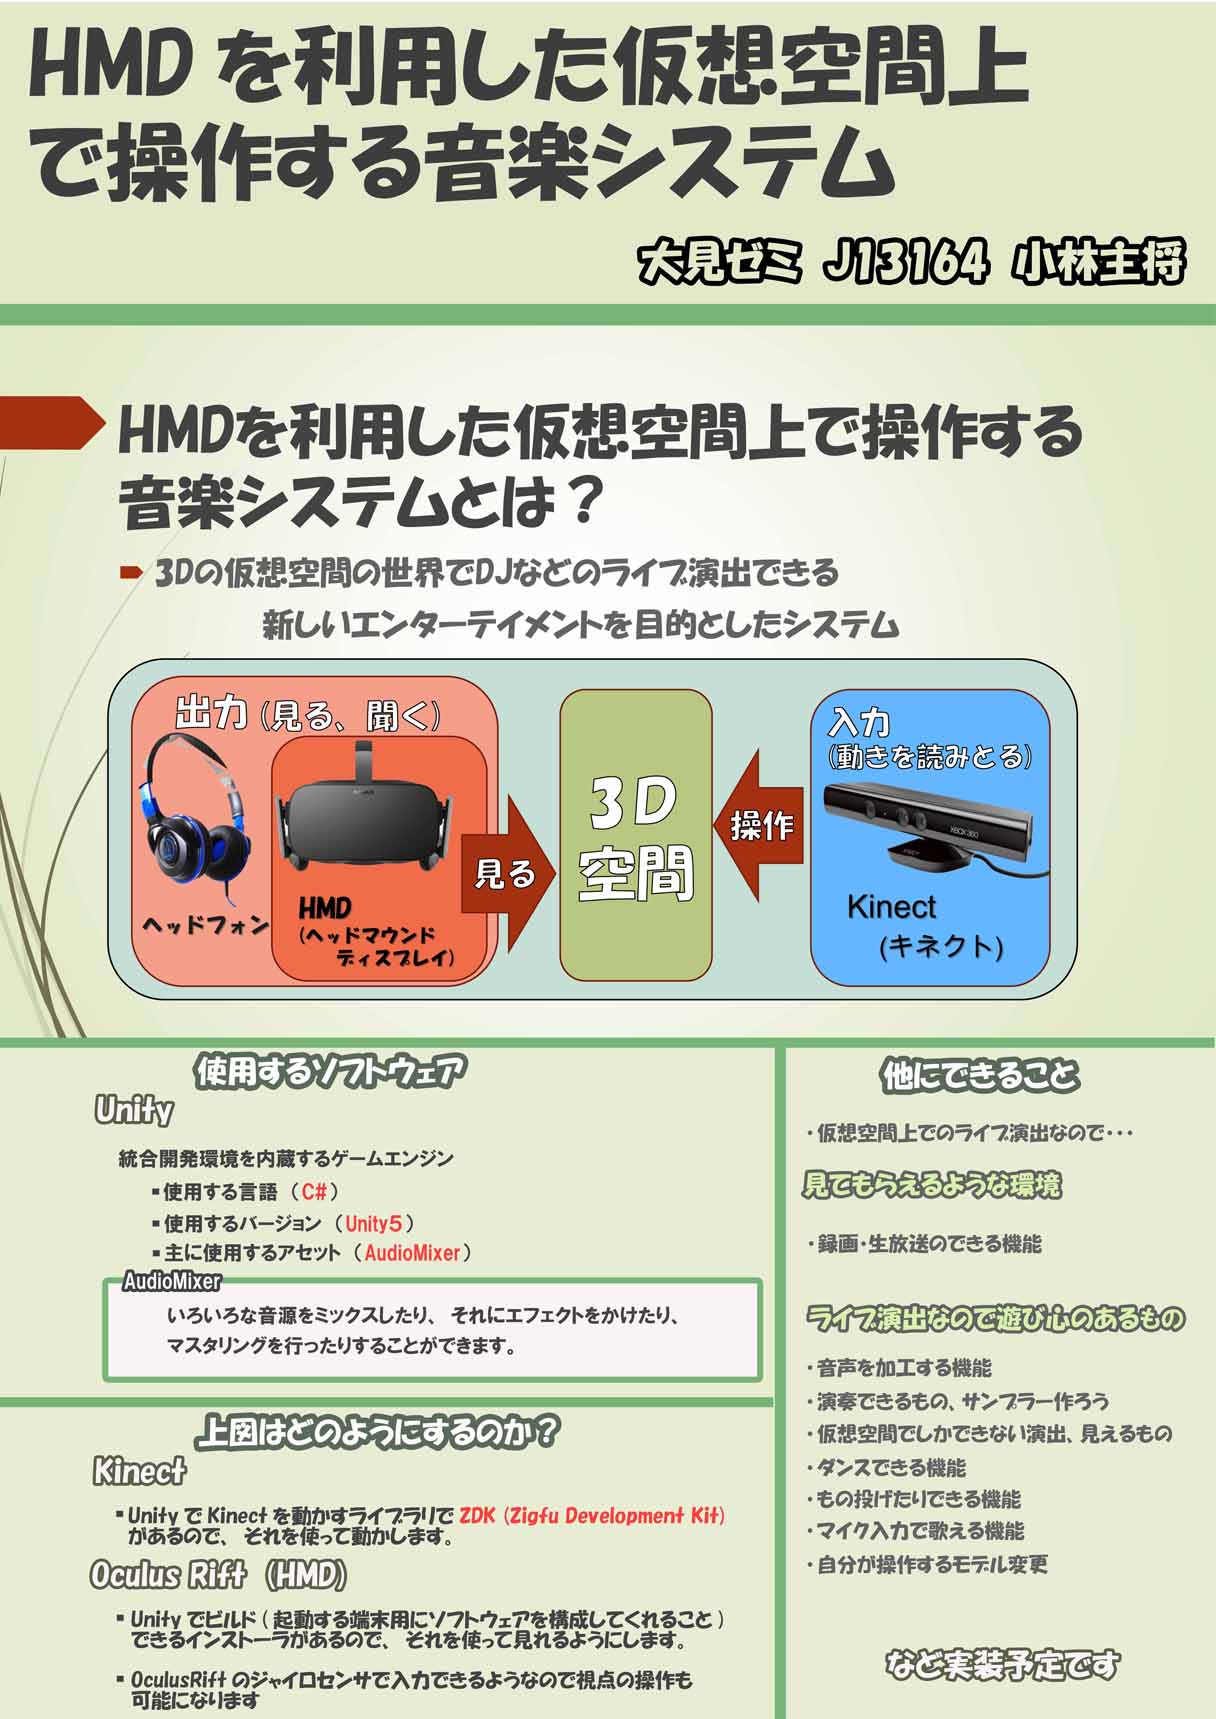 HMD を利用した仮想空間上
で操作する音楽システム
大見ゼミ J13164 小林主将
HMDを利用した仮想空間上で操作する
音楽システムとは？
3Dの仮想空間の世界でDJなどのライブ演出できる
新しいエンターテイメントを目的としたシステム
出力(見る、聞く)
ヘッドフォン
HMD
(ヘッドマウンド
ディスプレイ)
見る
3D
空間
操作
入力
(動きを読みとる)
XBOX 360
Kinect
(キネクト)
使用するソフトウェア
Unity
統合開発環境を内蔵するゲームエンジン
▪使用する言語（C#）
▪使用するバージョン（Unity5）
▪主に使用するアセット（AudioMixer）
AudioMixer
いろいろな音源をミックスしたり、それにエフェクトをかけたり、
マスタリングを行ったりすることができます。
上図はどのようにするのか？
Kinect
▪Unity で Kinect を動かすライブラリで ZDK (Zigfu Development Kit)
があるので、それを使って動かします。
Oculus Rift (HMD)
▪Unity でビルド ( 起動する端末用にソフトウェアを構成してくれること )
できるインストーラがあるので、それを使って見れるようにします。
▪OculusRift のジャイロセンサで入力できるようなので視点の操作も
可能になります
他にできること
・仮想空間上でのライブ演出なので・・・
見てもらえるような環境
・録画・生放送のできる機能
ライブ演出なので遊び心のあるもの
・音声を加工する機能
・演奏できるもの、サンプラー作ろう
・仮想空間でしかできない演出、見えるもの
・ダンスできる機能
・もの投げたりできる機能
・マイク入力で歌える機能
・自分が操作するモデル変更
など実装予定です